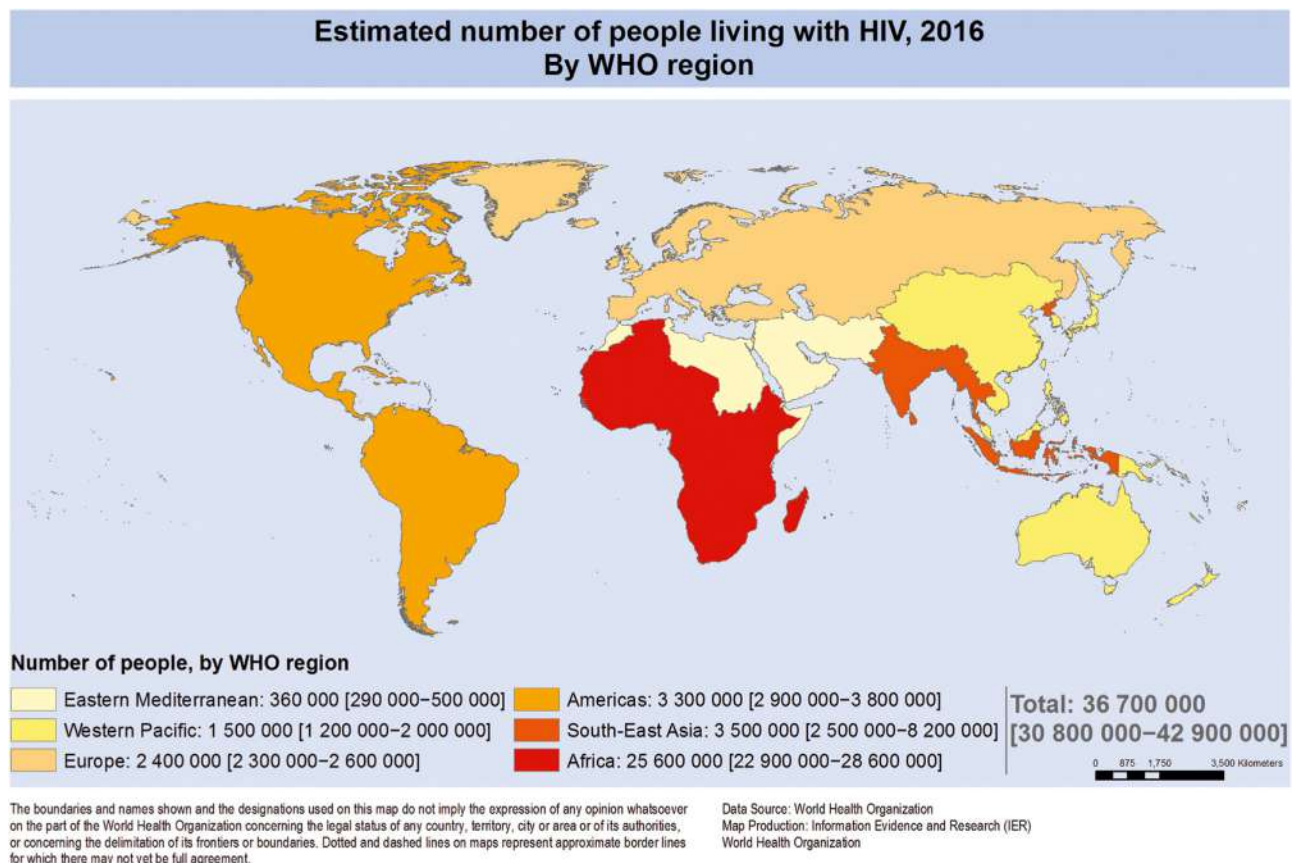 Estimated number of people living with HIV, 2016
By WHO region
Number of people, by WHO region
Eastern Mediterranean: 360 000 [290 000–500 000]
Western Pacific: 1 500 000 [1 200 000–2 000 000]
Europe: 2 400 000 [2 300 000–2 600 000]
Americas: 3 300 000 [2 900 000–3 800 000]
South-East Asia: 3 500 000 [2 500 000–8 200 000]
Africa: 25 600 000 [22 900 000–28 600 000]
Total: 36 700 000
[30 800 000–42 900 000]
0 875 1,750 3,500 Kilometers
The boundaries and names shown and the designations used on this map do not imply the expression of any opinion whatsoever
on the part of the World Health Organization concerning the legal status of any country, territory, city or area or of its authorities,
or concerning the delimitation of its frontiers or boundaries. Dotted and dashed lines on maps represent approximate border lines
for which there may not yet be full agreement.
Data Source: World Health Organization
Map Production: Information Evidence and Research (IER)
World Health Organization